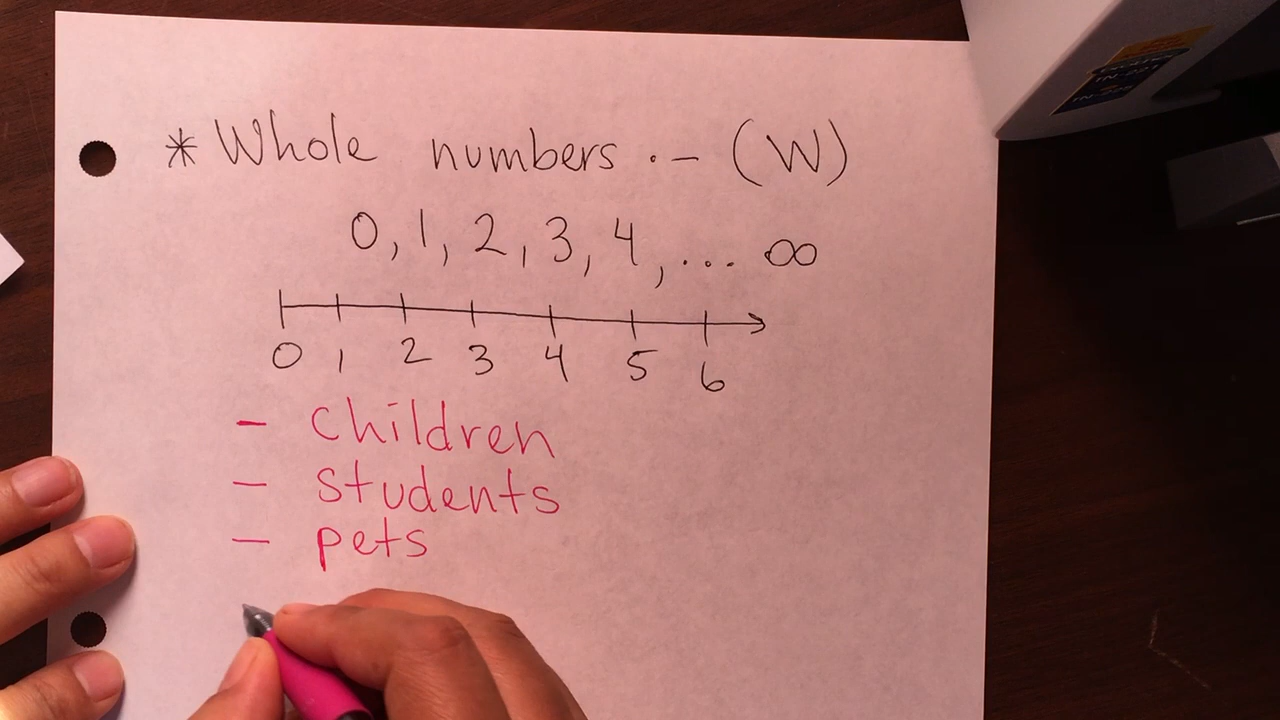 * Whole numbers .- (W)
0, 1, 2, 3, 4, ... ∞
0 1 2 3 4 5 6
- children
- students
- pets